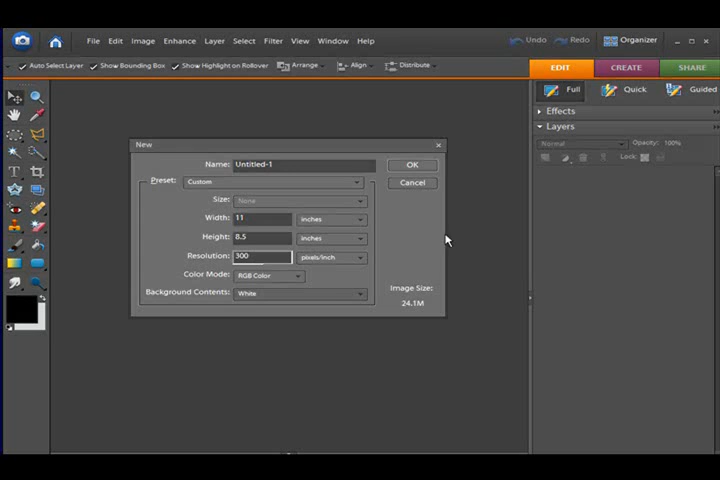 File Edit Image Enhance Layer Select Filter View Window Help Undo Redo Organizer
Auto Select Layer Show Bounding Box Show Highlight on Rollover Arrange Align Distribute EDIT CREATE SHARE
Full Quick Guided
Effects
Layers
Normal Opacity: 100%
Lock:
New
Name: Untitled-1 OK
Preset: Custom Cancel
Size: None
Width: 11 inches
Height: 8.5 inches
Resolution: 300 pixels/inch
Color Mode: RGB Color
Background Contents: White
Image Size:
24.1M
T